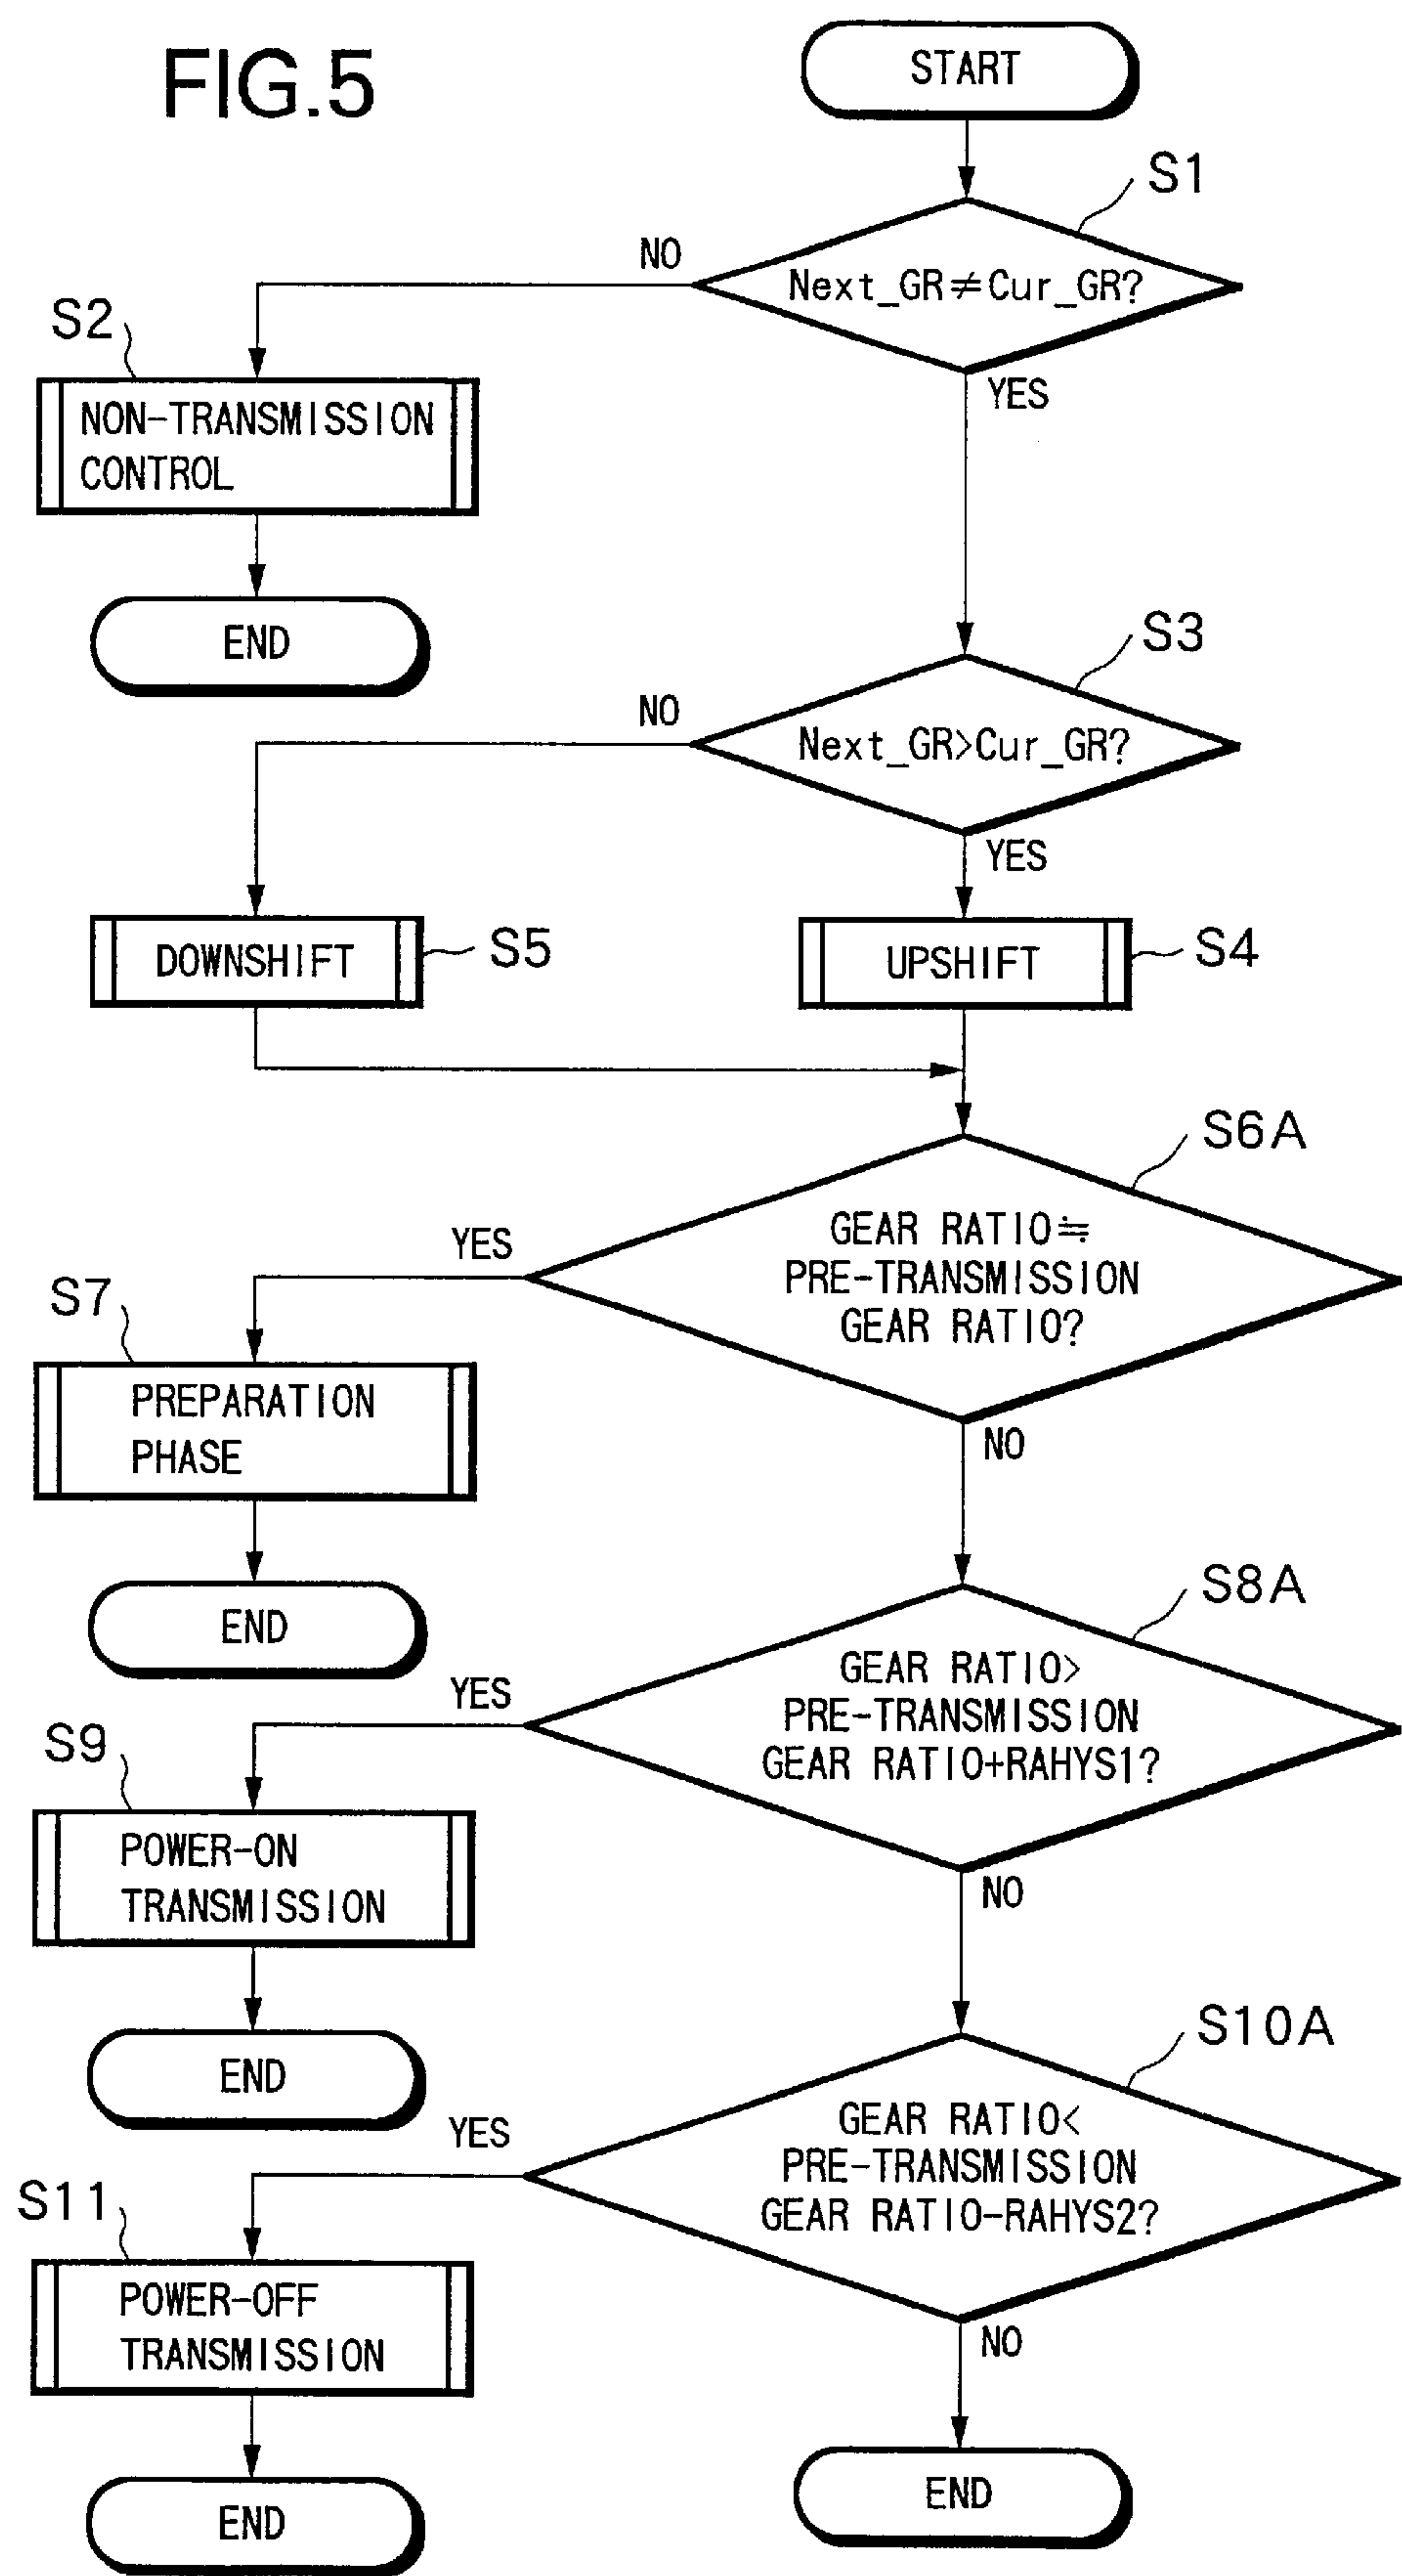 FIG.5
START
S1
Next_GR≠Cur_GR?
NO
YES
S2
NON-TRANSMISSION
CONTROL
END
S3
Next_GR>Cur_GR?
NO
YES
DOWNSHIFT
S5
UPSHIFT
S4
S6A
GEAR RATIO≒
PRE-TRANSMISSION
GEAR RATIO?
YES
NO
S7
PREPARATION
PHASE
END
S8A
GEAR RATIO>
PRE-TRANSMISSION
GEAR RATIO+RAHYS1?
YES
NO
S9
POWER-ON
TRANSMISSION
END
S10A
GEAR RATIO<
PRE-TRANSMISSION
GEAR RATIO-RAHYS2?
YES
NO
S11
POWER-OFF
TRANSMISSION
END
END